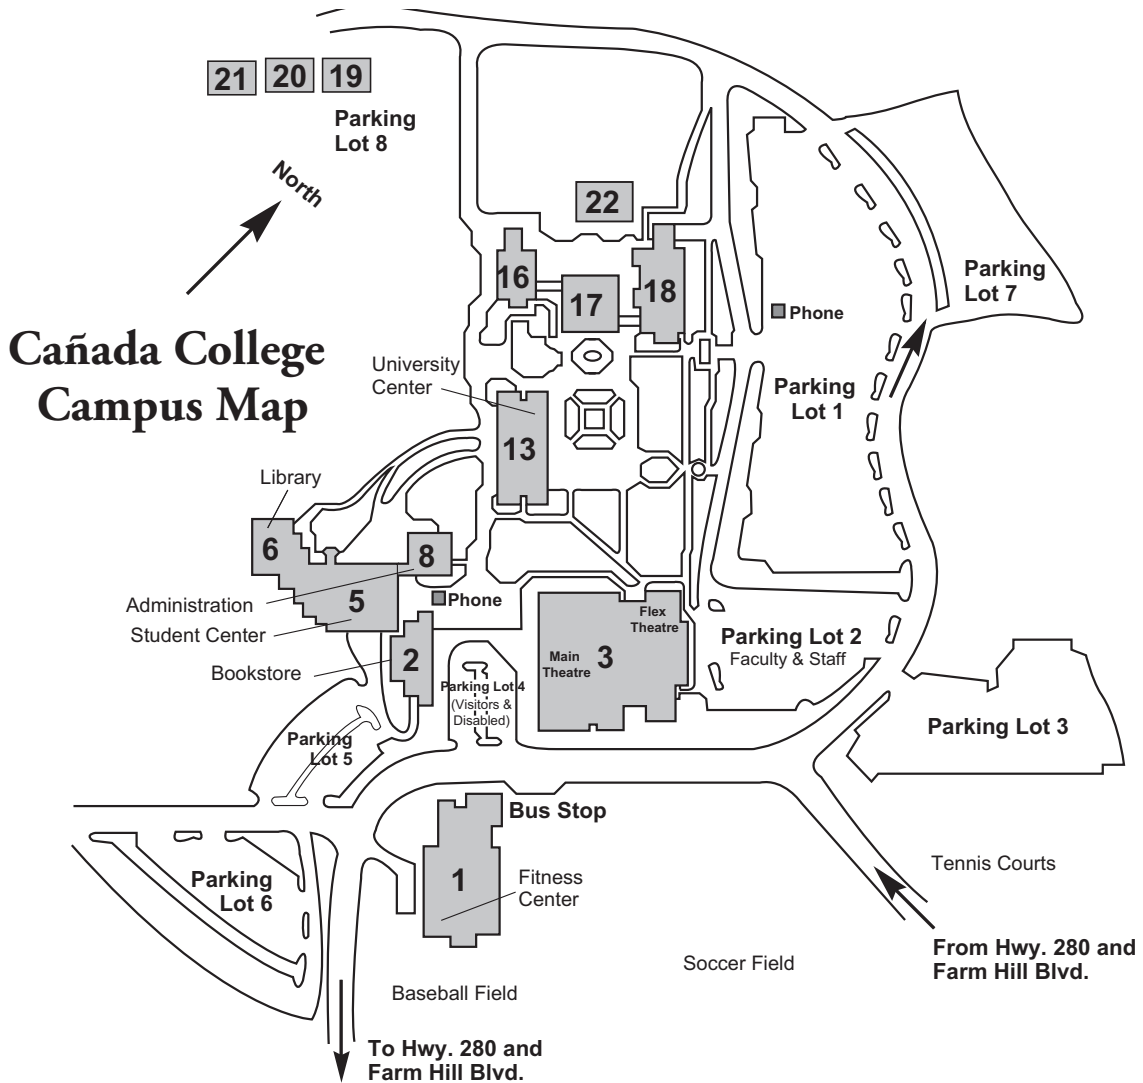 21
20
19
Parking
Lot 8
North
22
16
17
18
Parking
Lot 7
Phone
Cañada College
Campus Map
University
Center
Parking
Lot 1
13
Library
6
8
Phone
5
Administration
Student Center
Bookstore
2
Flex
Theatre
Main
Theatre
3
Parking Lot 2
Faculty & Staff
Parking Lot 4
(Visitors &
Disabled)
Parking Lot 3
Parking
Lot 5
Bus Stop
1
Fitness
Center
Parking
Lot 6
Tennis Courts
From Hwy. 280 and
Farm Hill Blvd.
Soccer Field
Baseball Field
To Hwy. 280 and
Farm Hill Blvd.